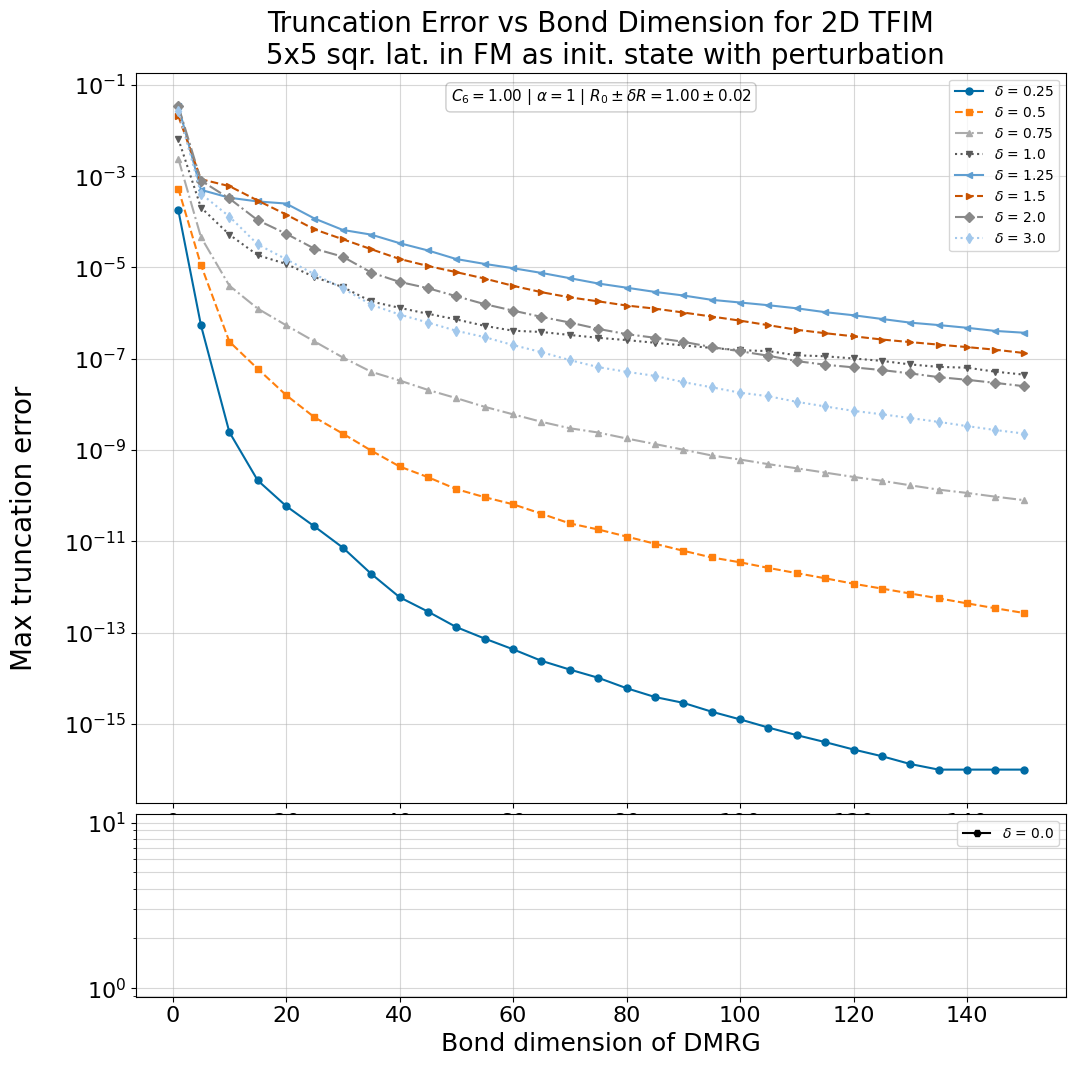 Truncation Error vs Bond Dimension for 2D TFIM
5x5 sqr. lat. in FM as init. state with perturbation
C₆ = 1.00 | α = 1 | R₀ ± δR = 1.00 ± 0.02
δ = 0.25
δ = 0.5
δ = 0.75
δ = 1.0
δ = 1.25
δ = 1.5
δ = 2.0
δ = 3.0
Max truncation error
10⁻¹
10⁻³
10⁻⁵
10⁻⁷
10⁻⁹
10⁻¹¹
10⁻¹³
10⁻¹⁵
δ = 0.0
10¹
10⁰
0 20 40 60 80 100 120 140
Bond dimension of DMRG